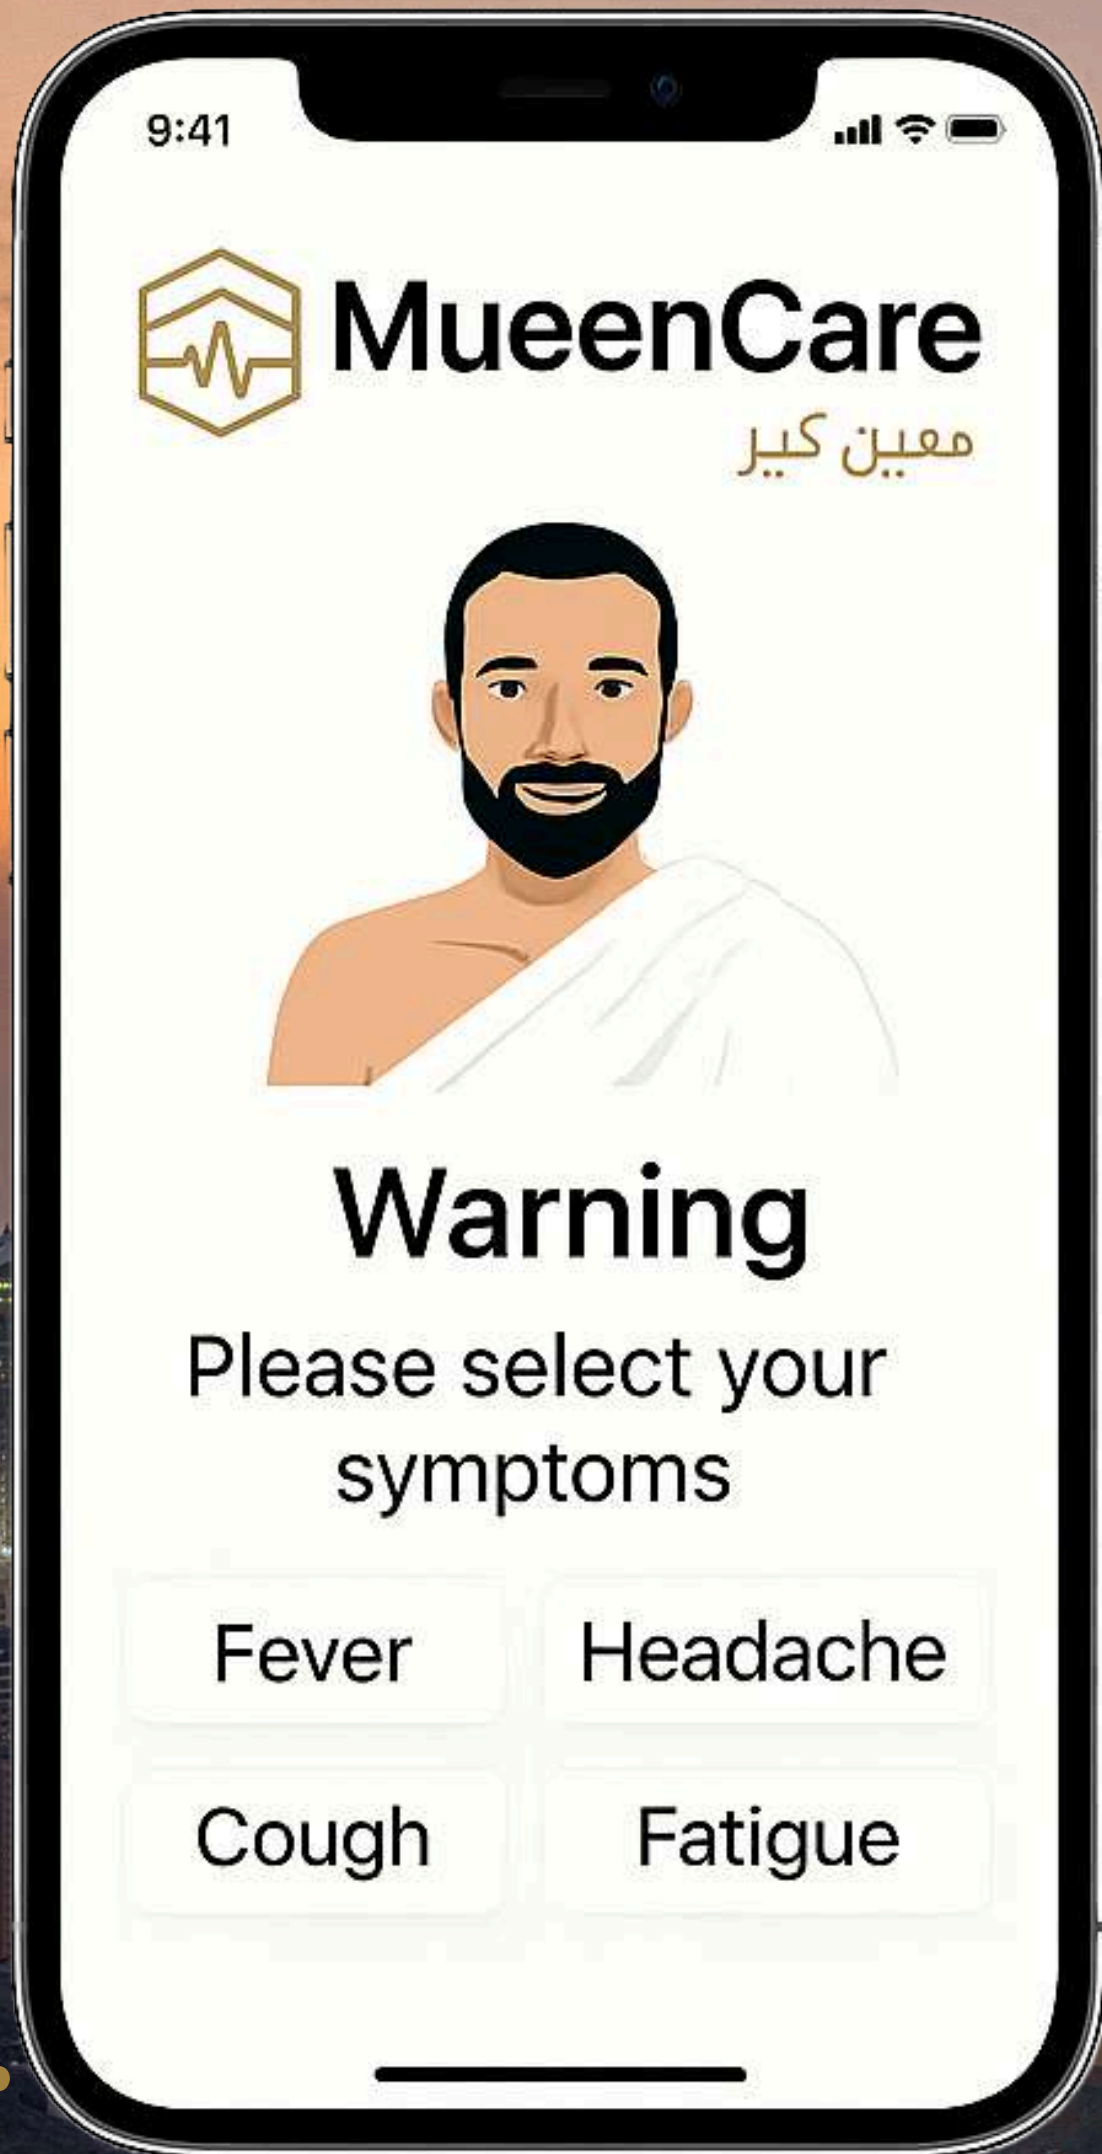 9:41
MueenCare
معين كير
Warning
Please select your
symptoms
Fever Headache
Cough Fatigue